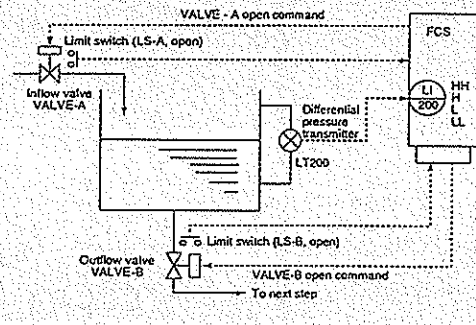 VALVE - A open command
FCS
Limit switch (LS-A, open)
Inflow valve
VALVE-A
LI
200
HH
H
L
LL
Differential
pressure
transmitter
LT200
Limit switch (LS-B, open)
Outflow valve
VALVE-B
VALVE-B open command
To next step